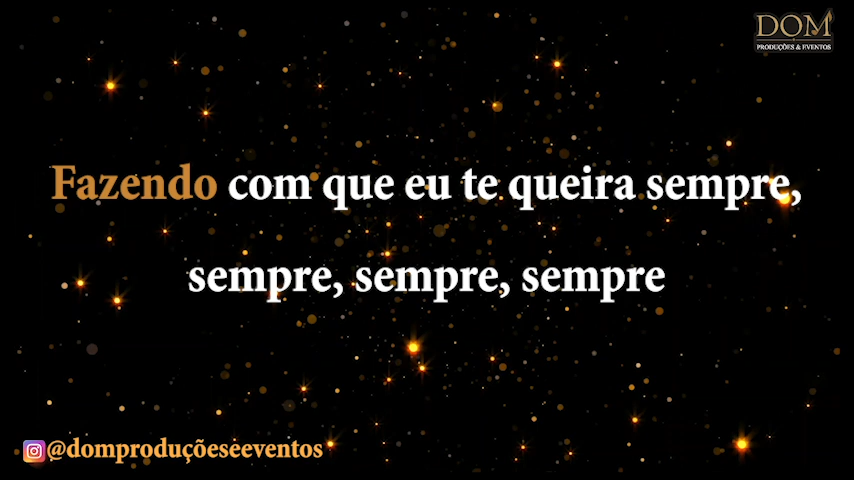 DOM
PRODUÇÕES & EVENTOS
Fazendo com que eu te queira sempre,
sempre, sempre, sempre
@domproduçõeseeventos